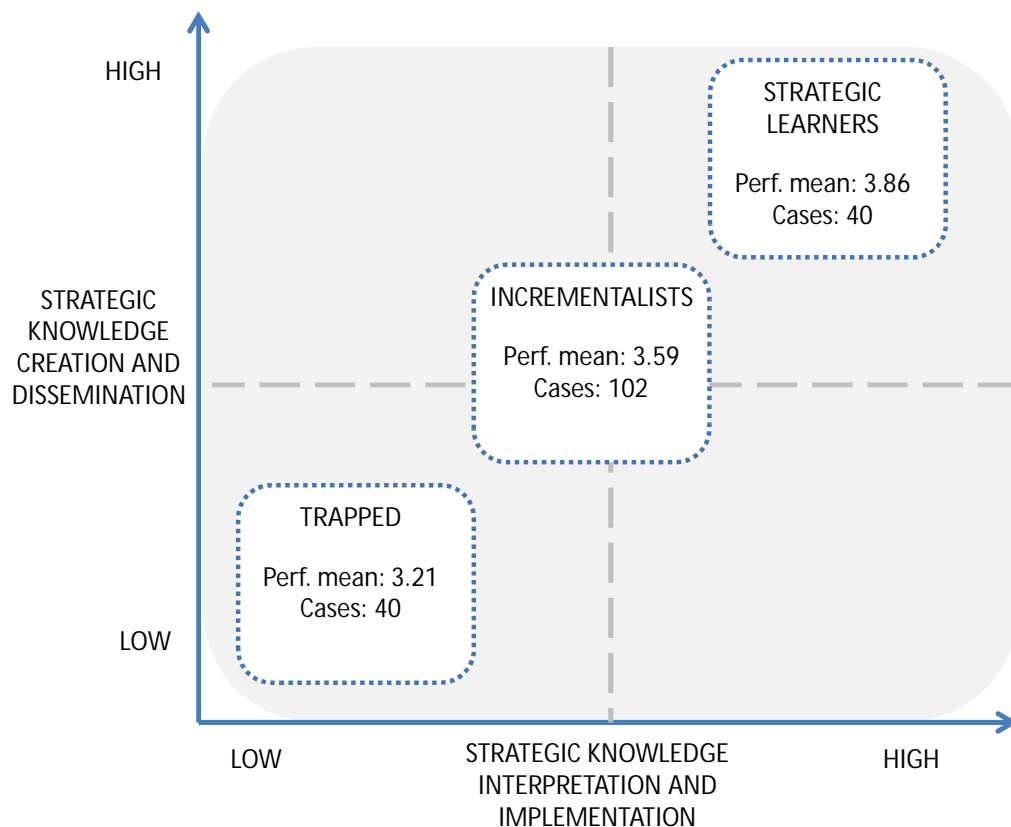 HIGH
STRATEGIC
LEARNERS
Perf. mean: 3.86
Cases: 40
STRATEGIC
KNOWLEDGE
CREATION AND
DISSEMINATION
INCREMENTALISTS
Perf. mean: 3.59
Cases: 102
TRAPPED
Perf. mean: 3.21
Cases: 40
LOW
LOW
STRATEGIC KNOWLEDGE
INTERPRETATION AND
IMPLEMENTATION
HIGH